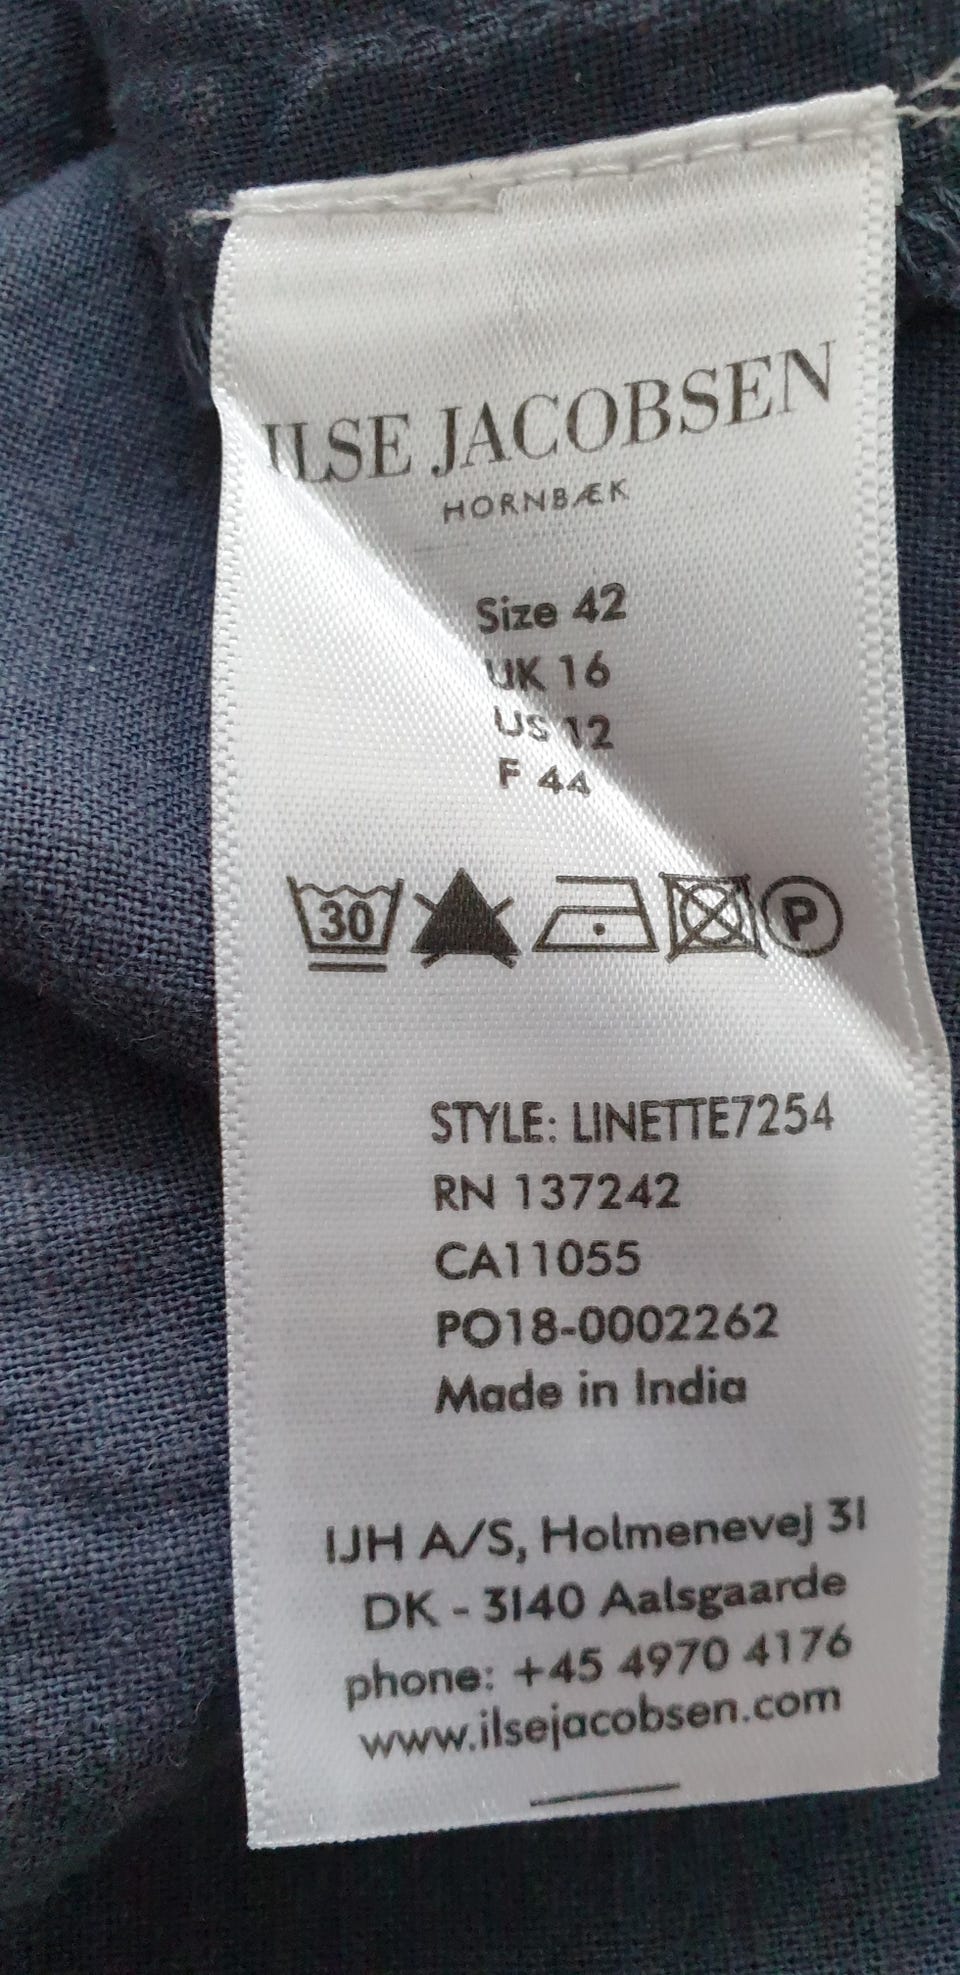 ILSE JACOBSEN
HORNBÆK
Size 42
UK 16
US 12
F 44
30 P
STYLE: LINETTE7254
RN 137242
CA11055
PO18-0002262
Made in India
IJH A/S, Holmenevej 31
DK - 3140 Aalsgaarde
phone: +45 4970 4176
www.ilsejacobsen.com